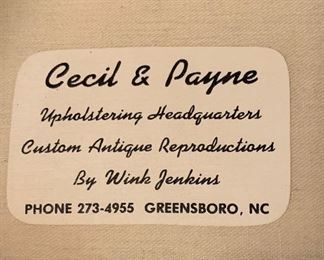 Cecil & Payne
Upholstering Headquarters
Custom Antique Reproductions
By Wink Jenkins
PHONE 273-4955 GREENSBORO, NC